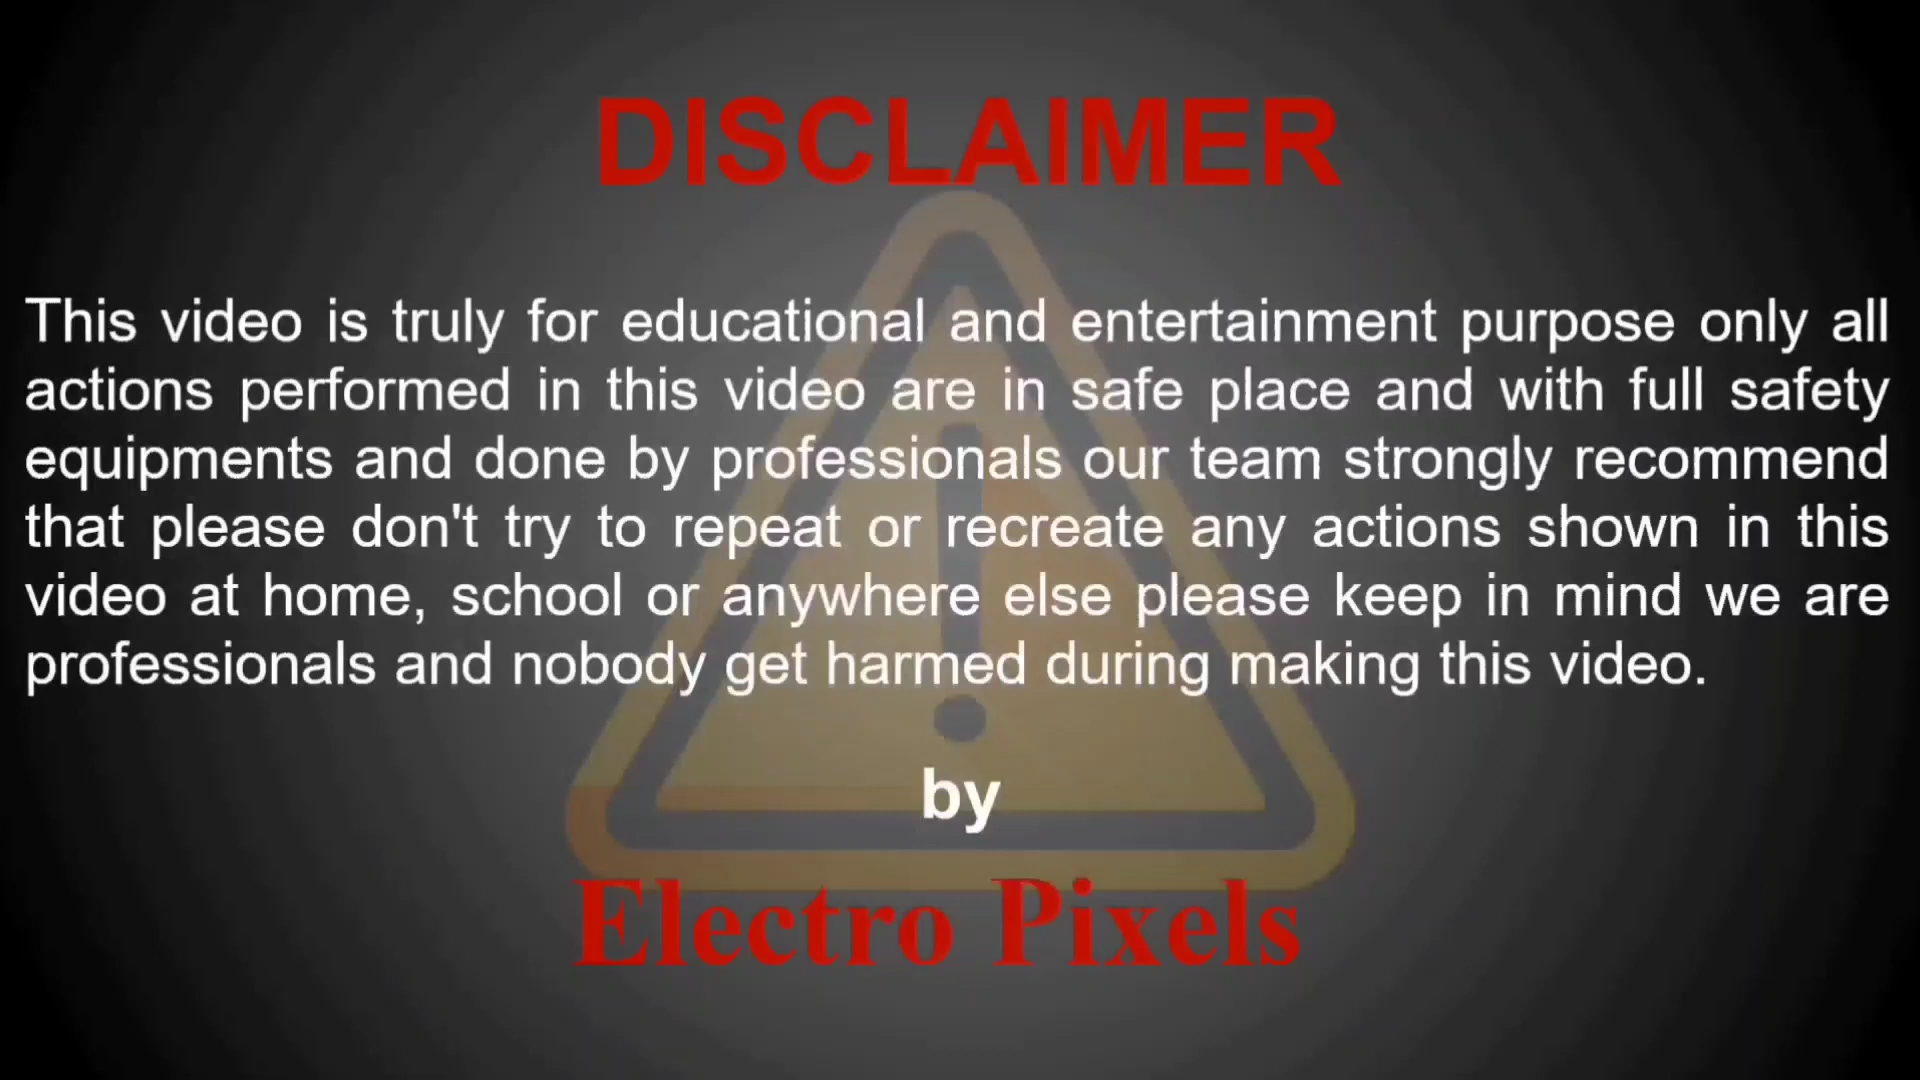 DISCLAIMER
This video is truly for educational and entertainment purpose only all
actions performed in this video are in safe place and with full safety
equipments and done by professionals our team strongly recommend
that please don't try to repeat or recreate any actions shown in this
video at home, school or anywhere else please keep in mind we are
professionals and nobody get harmed during making this video.
by
Electro Pixels